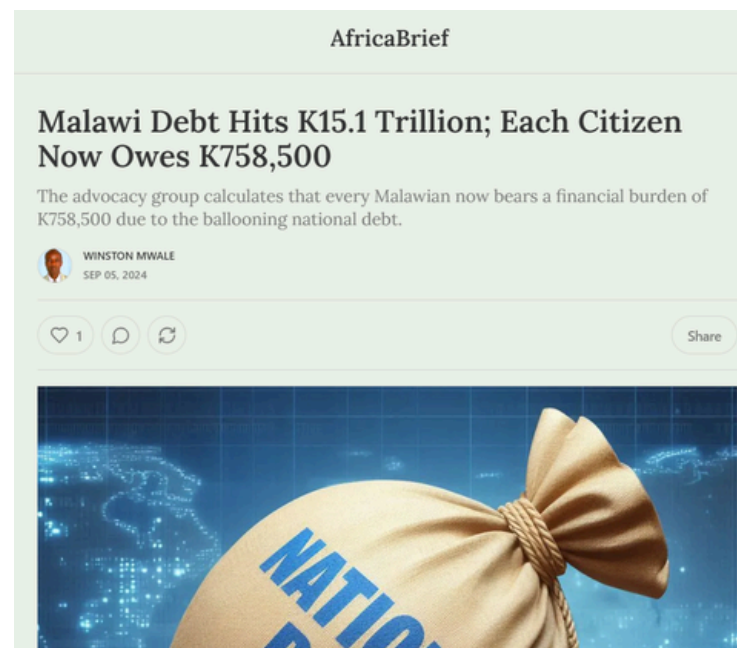 AfricaBrief
Malawi Debt Hits K15.1 Trillion; Each Citizen
Now Owes K758,500
The advocacy group calculates that every Malawian now bears a financial burden of
K758,500 due to the ballooning national debt.
WINSTON MWALE
SEP 05, 2024
1
Share